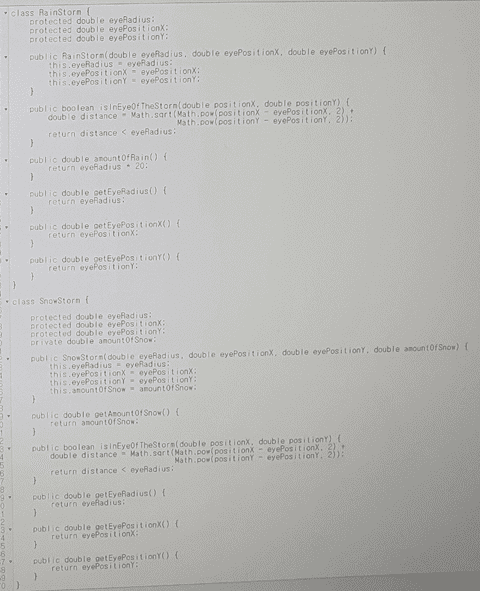 class RainStorm {
protected double eyeRadius;
protected double eyePositionX;
protected double eyePositionY;
public RainStorm(double eyeRadius, double eyePositionX, double eyePositionY) {
this.eyeRadius = eyeRadius;
this.eyePositionX = eyePositionX;
this.eyePositionY = eyePositionY;
}
public boolean isInEyeOfTheStorm(double positionX, double positionY) {
double distance = Math.sqrt(Math.pow(positionX - eyePositionX, 2) +
Math.pow(positionY - eyePositionY, 2));
return distance < eyeRadius;
}
public double amountOfRain() {
return eyeRadius * 20;
}
public double getEyeRadius() {
return eyeRadius;
}
public double getEyePositionX() {
return eyePositionX;
}
public double getEyePositionY() {
return eyePositionY;
}
}
class SnowStorm {
protected double eyeRadius;
protected double eyePositionX;
protected double eyePositionY;
private double amountOfSnow;
public SnowStorm(double eyeRadius, double eyePositionX, double eyePositionY, double amountOfSnow) {
this.eyeRadius = eyeRadius;
this.eyePositionX = eyePositionX;
this.eyePositionY = eyePositionY;
this.amountOfSnow = amountOfSnow;
}
public double getAmountOfSnow() {
return amountOfSnow;
}
public boolean isInEyeOfTheStorm(double positionX, double positionY) {
double distance = Math.sqrt(Math.pow(positionX - eyePositionX, 2) +
Math.pow(positionY - eyePositionY, 2));
return distance < eyeRadius;
}
public double getEyeRadius() {
return eyeRadius;
}
public double getEyePositionX() {
return eyePositionX;
}
public double getEyePositionY() {
return eyePositionY;
}
}